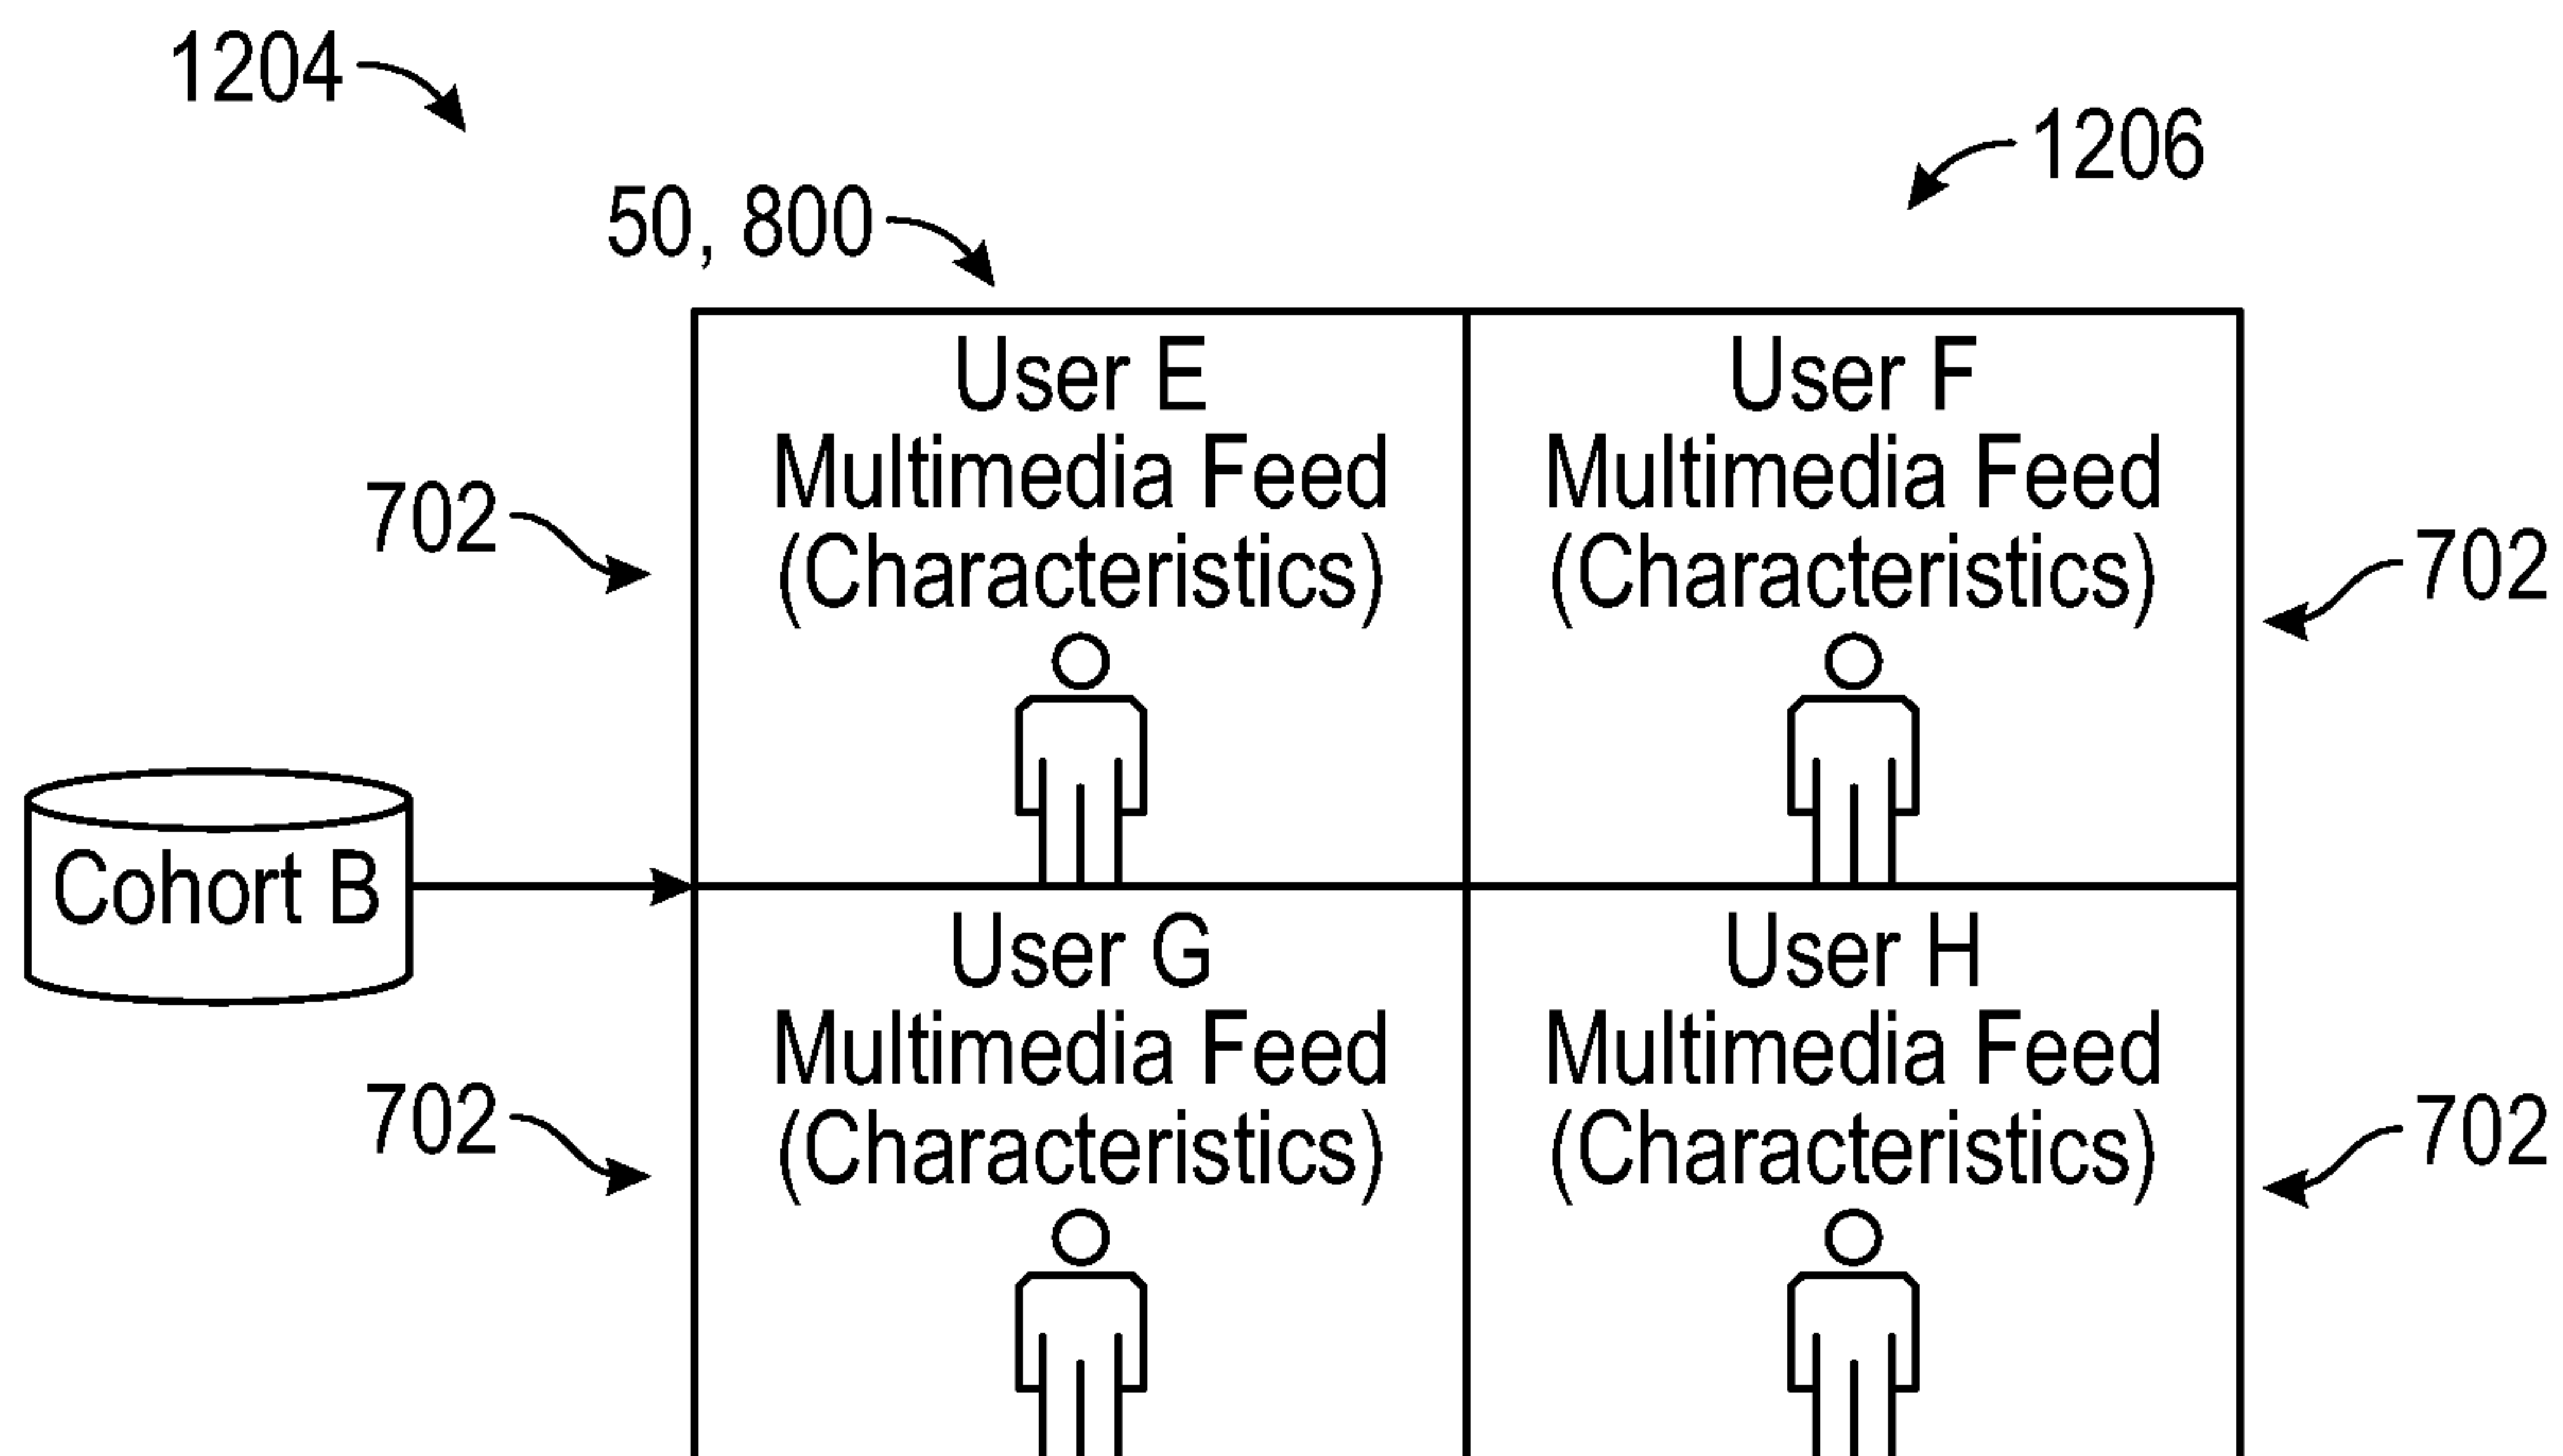 1204
1206
50, 800
User E
Multimedia Feed
(Characteristics)
User F
Multimedia Feed
(Characteristics)
702
702
Cohort B
User G
Multimedia Feed
(Characteristics)
User H
Multimedia Feed
(Characteristics)
702
702